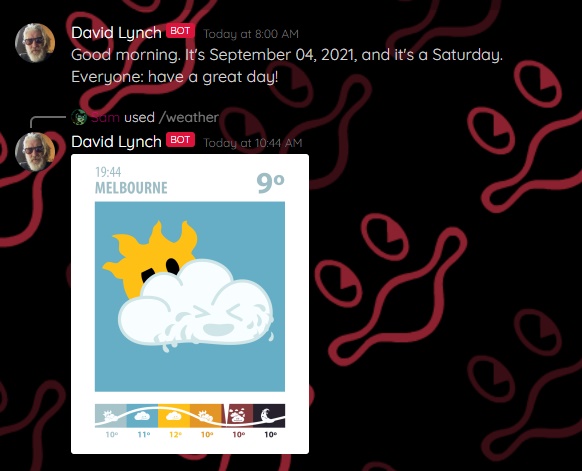 David Lynch BOT Today at 8:00 AM
Good morning. It's September 04, 2021, and it's a Saturday.
Everyone: have a great day!
Sam used /weather
David Lynch BOT Today at 10:44 AM
19:44
MELBOURNE
9º
10º 11º 12º 10º 10º 10º